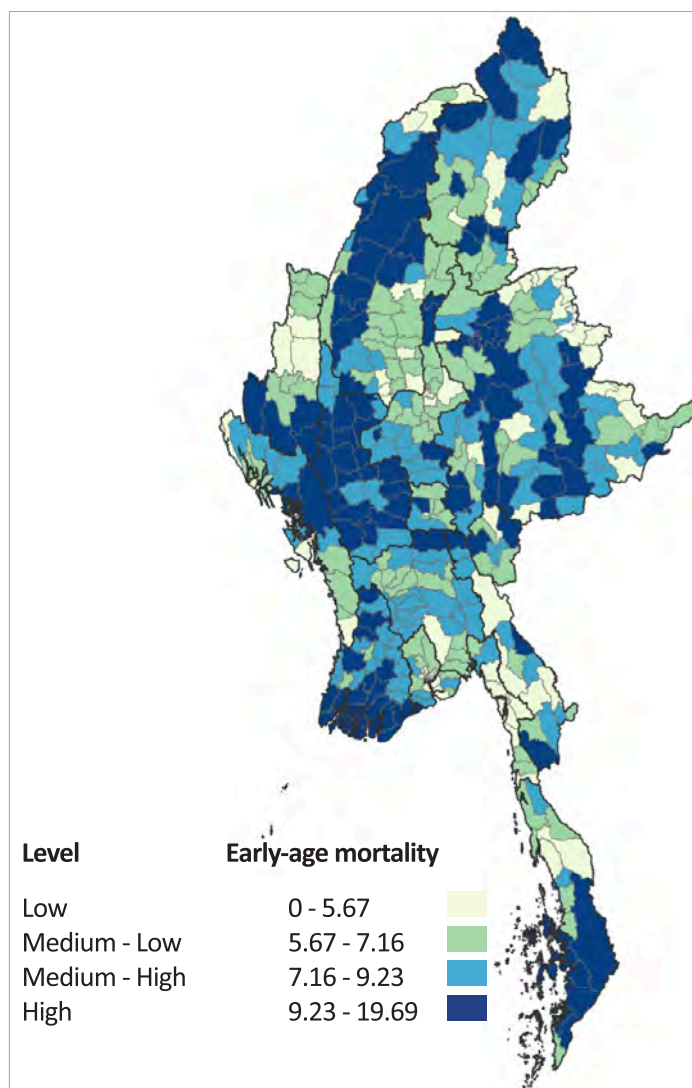 Level Early-age mortality
Low 0 - 5.67
Medium - Low 5.67 - 7.16
Medium - High 7.16 - 9.23
High 9.23 - 19.69